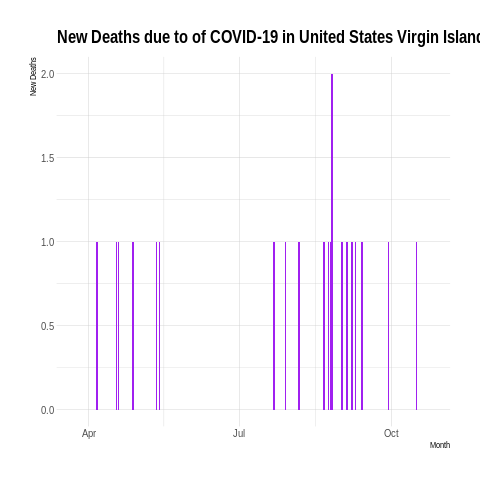 New Deaths due to of COVID-19 in United States Virgin Island
New Deaths
2.0
1.5
1.0
0.5
0.0
Apr
Jul
Oct
Month